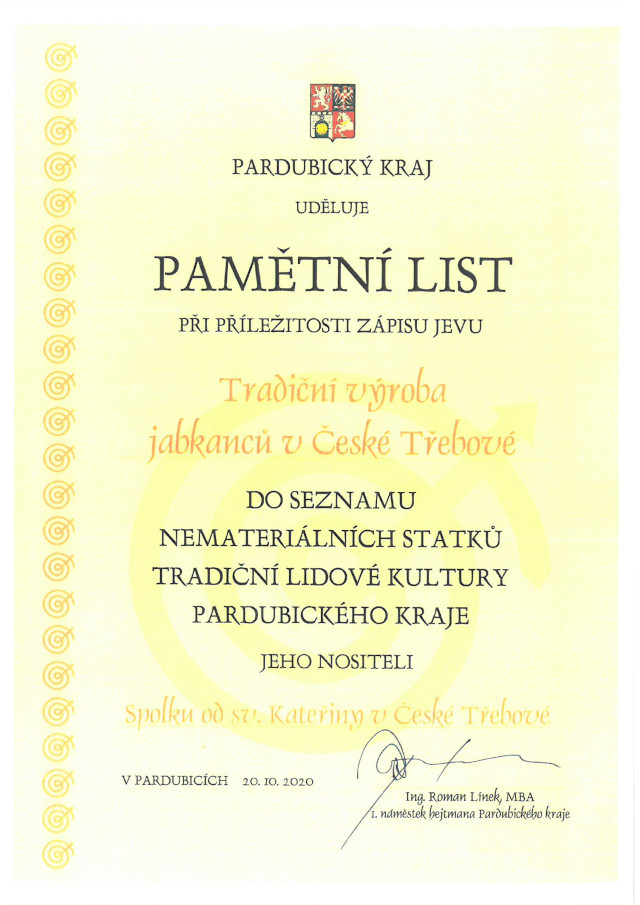 PARDUBICKÝ KRAJ
UDĚLUJE
PAMĚTNÍ LIST
PŘI PŘÍLEŽITOSTI ZÁPISU JEVU
Tradiční výroba
jabkanců v České Třebové
DO SEZNAMU
NEMATERIÁLNÍCH STATKŮ
TRADIČNÍ LIDOVÉ KULTURY
PARDUBICKÉHO KRAJE
JEHO NOSITELI
Spolku od sv. Kateřiny v České Třebové
V PARDUBICÍCH 20. 10. 2020
Ing. Roman Línek, MBA
1. náměstek hejtmana Pardubického kraje